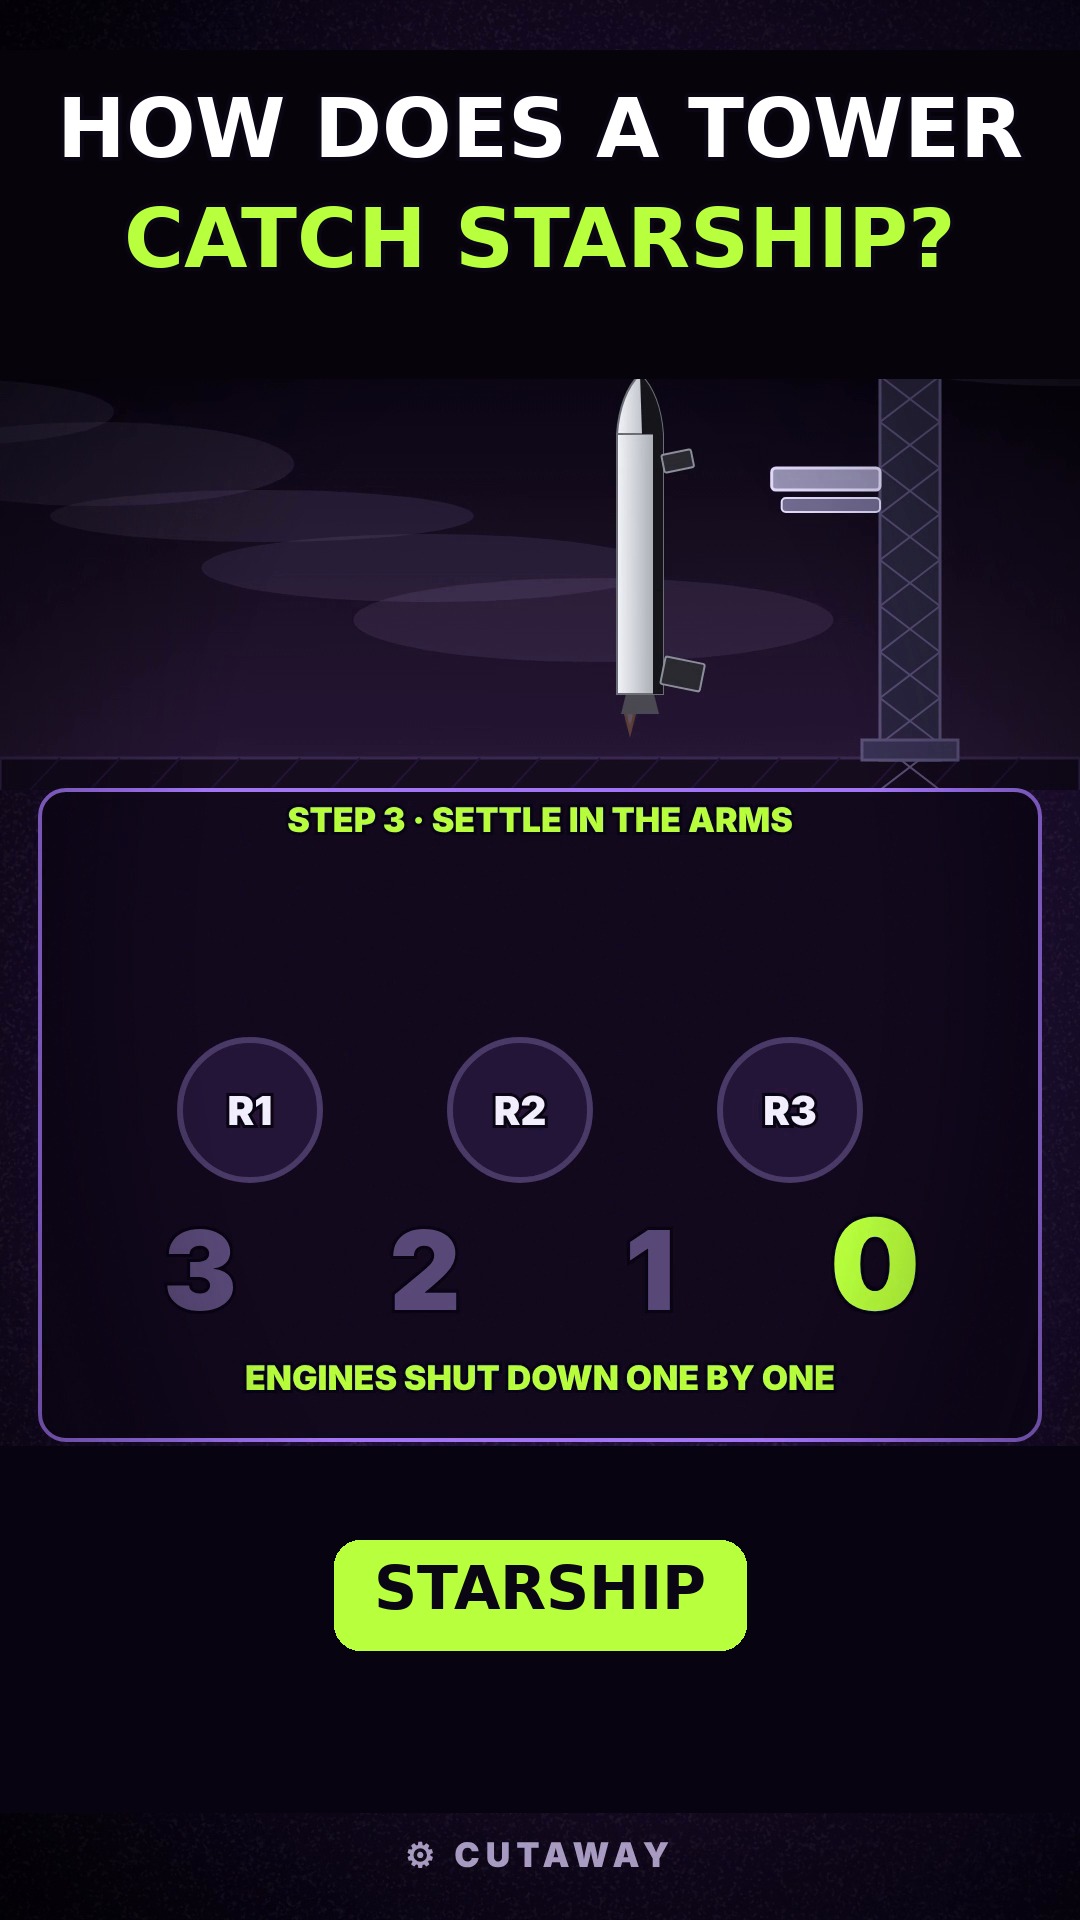 HOW DOES A TOWER
CATCH STARSHIP?
STEP 3 · SETTLE IN THE ARMS
R1 R2 R3
3 2 1 0
ENGINES SHUT DOWN ONE BY ONE
STARSHIP
⚙ CUTAWAY